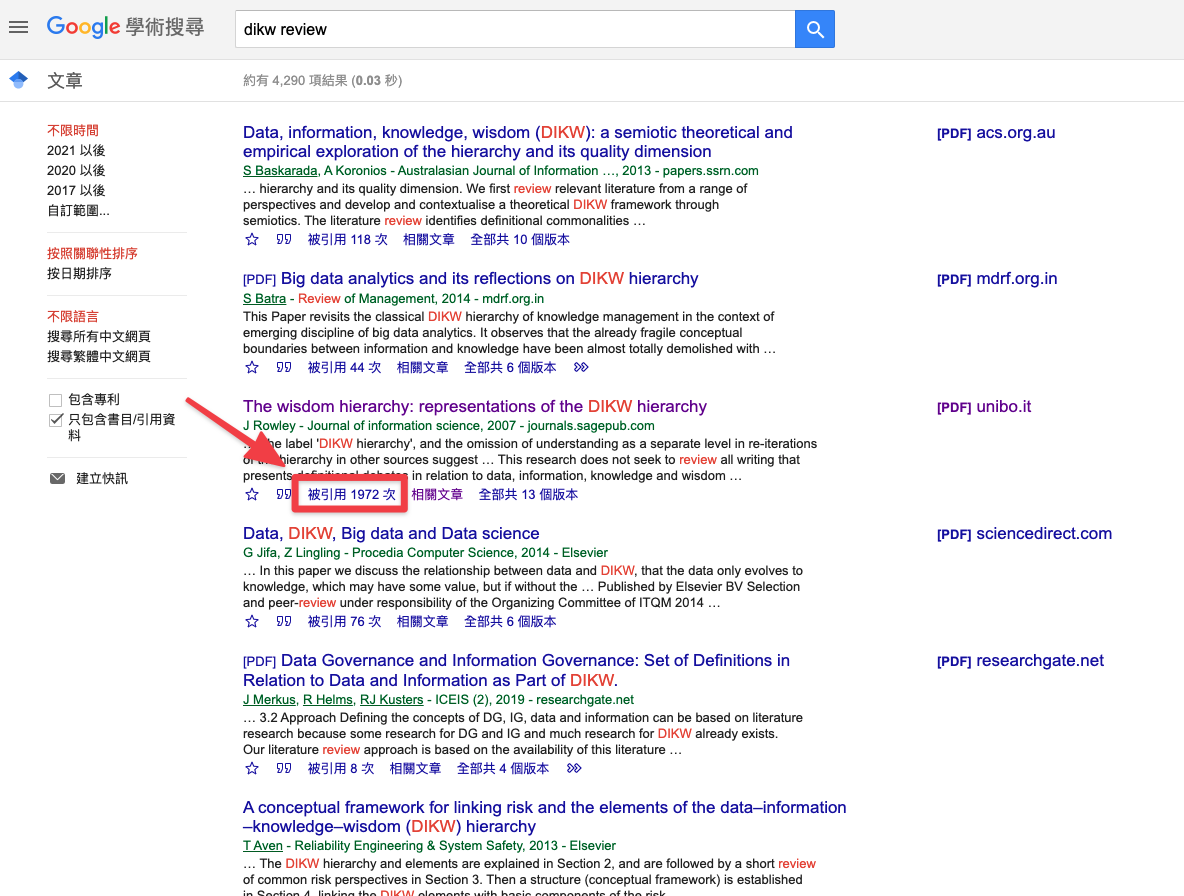 Google 學術搜尋
dikw review
文章
約有 4,290 項結果 (0.03 秒)
不限時間
2021 以後
2020 以後
2017 以後
自訂範圍...
按照關聯性排序
按日期排序
不限語言
搜尋所有中文網頁
搜尋繁體中文網頁
包含專利
只包含書目/引用資
料
建立快訊
Data, information, knowledge, wisdom (DIKW): a semiotic theoretical and
empirical exploration of the hierarchy and its quality dimension
S Baskarada, A Koronios - Australasian Journal of Information …, 2013 - papers.ssrn.com
… hierarchy and its quality dimension. We first review relevant literature from a range of
perspectives and develop and contextualise a theoretical DIKW framework through
semiotics. The literature review identifies definitional commonalities …
被引用 118 次 相關文章 全部共 10 個版本
[PDF] acs.org.au
[PDF] Big data analytics and its reflections on DIKW hierarchy
S Batra - Review of Management, 2014 - mdrf.org.in
This Paper revisits the classical DIKW hierarchy of knowledge management in the context of
emerging discipline of big data analytics. It observes that the already fragile conceptual
boundaries between information and knowledge have been almost totally demolished with …
被引用 44 次 相關文章 全部共 6 個版本
[PDF] mdrf.org.in
The wisdom hierarchy: representations of the DIKW hierarchy
J Rowley - Journal of information science, 2007 - journals.sagepub.com
… the label 'DIKW hierarchy', and the omission of understanding as a separate level in re-iterations
of the hierarchy in other sources suggest … This research does not seek to review all writing that
presents definitional debates in relation to data, information, knowledge and wisdom …
被引用 1972 次 相關文章 全部共 13 個版本
[PDF] unibo.it
Data, DIKW, Big data and Data science
G Jifa, Z Lingling - Procedia Computer Science, 2014 - Elsevier
… In this paper we discuss the relationship between data and DIKW, that the data only evolves to
knowledge, which may have some value, but if without the … Published by Elsevier BV Selection
and peer-review under responsibility of the Organizing Committee of ITQM 2014 …
被引用 76 次 相關文章 全部共 6 個版本
[PDF] sciencedirect.com
[PDF] Data Governance and Information Governance: Set of Definitions in
Relation to Data and Information as Part of DIKW.
J Merkus, R Helms, RJ Kusters - ICEIS (2), 2019 - researchgate.net
… 3.2 Approach Defining the concepts of DG, IG, data and information can be based on literature
research because some research for DG and IG and much research for DIKW already exists.
Our literature review approach is based on the availability of this literature …
被引用 8 次 相關文章 全部共 4 個版本
[PDF] researchgate.net
A conceptual framework for linking risk and the elements of the data–information
–knowledge–wisdom (DIKW) hierarchy
T Aven - Reliability Engineering & System Safety, 2013 - Elsevier
… The DIKW hierarchy and elements are explained in Section 2, and are followed by a short review
of common risk perspectives in Section 3. Then a structure (conceptual framework) is established
in Section 4, linking the DIKW elements with basic components of the risk